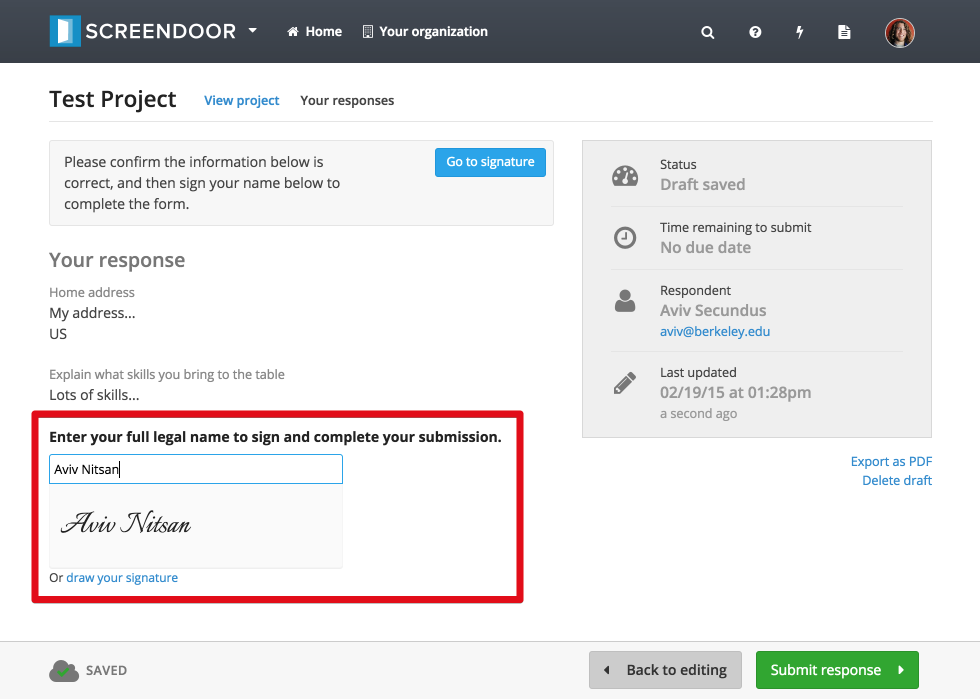 SCREENDOOR
Home
Your organization
Test Project
View project
Your responses
Please confirm the information below is
correct, and then sign your name below to
complete the form.
Go to signature
Your response
Home address
My address...
US
Explain what skills you bring to the table
Lots of skills...
Enter your full legal name to sign and complete your submission.
Aviv Nitsan
Aviv Nitsan
Or draw your signature
Status
Draft saved
Time remaining to submit
No due date
Respondent
Aviv Secundus
aviv@berkeley.edu
Last updated
02/19/15 at 01:28pm
a second ago
Export as PDF
Delete draft
SAVED
Back to editing
Submit response